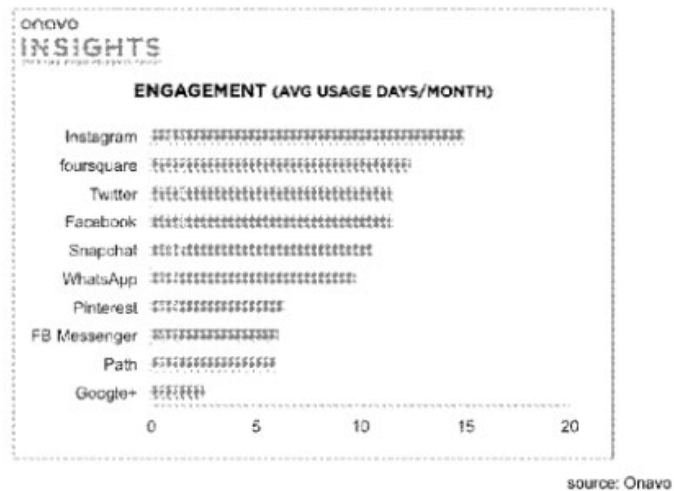 onavo
INSIGHTS
ENGAGEMENT (AVG USAGE DAYS/MONTH)
Instagram
foursquare
Twitter
Facebook
Snapchat
WhatsApp
Pinterest
FB Messenger
Path
Google+
0 5 10 15 20
source: Onavo